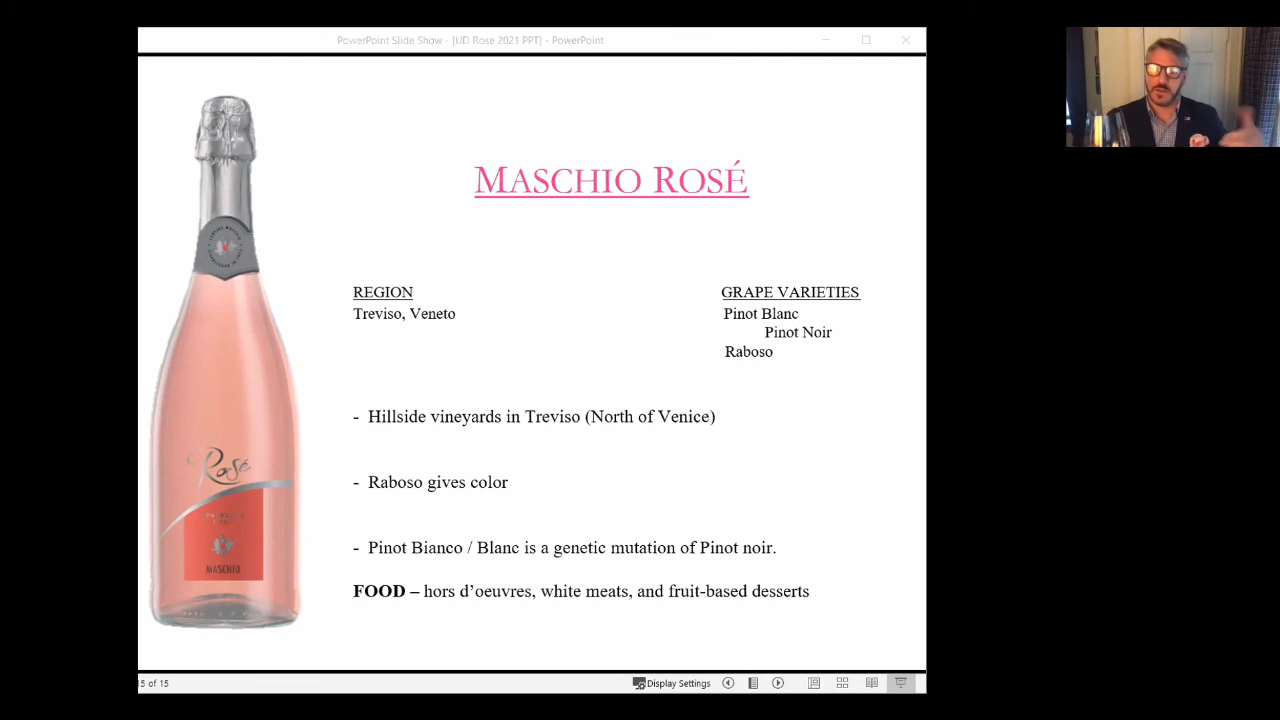 PowerPoint Slide Show - [UD Rose 2021 PPT] - PowerPoint
MASCHIO ROSÉ
REGION
Treviso, Veneto
GRAPE VARIETIES
Pinot Blanc
Pinot Noir
Raboso
- Hillside vineyards in Treviso (North of Venice)
- Raboso gives color
- Pinot Bianco / Blanc is a genetic mutation of Pinot noir.
FOOD – hors d’oeuvres, white meats, and fruit-based desserts
Rosé
MASCHIO
15 of 15
Display Settings